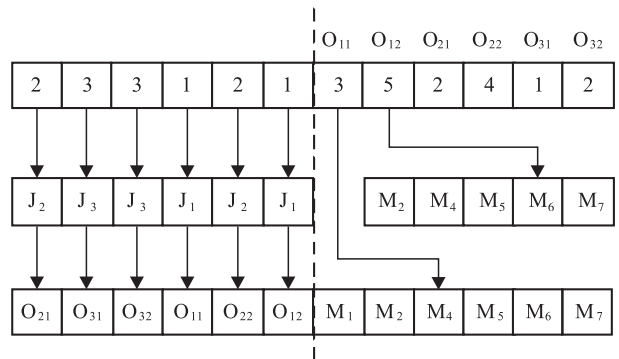 O₁₁ O₁₂ O₂₁ O₂₂ O₃₁ O₃₂
2 3 3 1 2 1 3 5 2 4 1 2
J₂ J₃ J₃ J₁ J₂ J₁ M₂ M₄ M₅ M₆ M₇
O₂₁ O₃₁ O₃₂ O₁₁ O₂₂ O₁₂ M₁ M₂ M₄ M₅ M₆ M₇